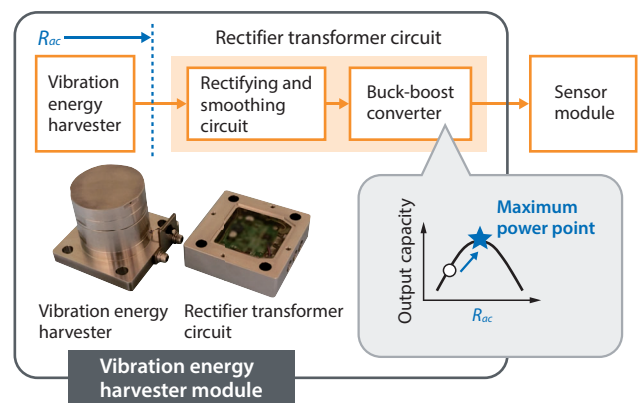 Rac
Rectifier transformer circuit
Vibration
energy
harvester
Rectifying and
smoothing
circuit
Buck-boost
converter
Sensor
module
Vibration energy
harvester
Rectifier transformer
circuit
Output capacity
Maximum
power point
Rac
Vibration energy
harvester module